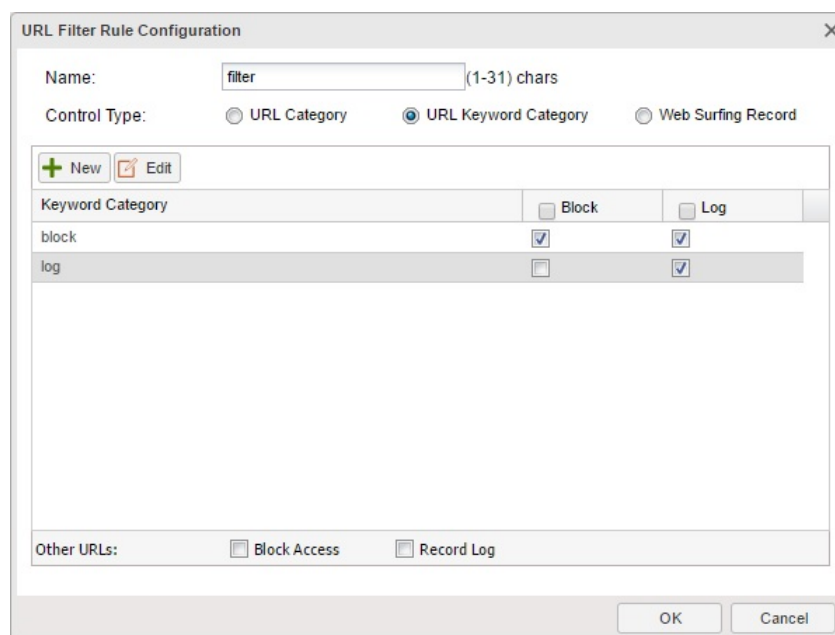 URL Filter Rule Configuration
Name: filter (1-31) chars
Control Type: URL Category URL Keyword Category Web Surfing Record
New Edit
Keyword Category Block Log
block
log
Other URLs: Block Access Record Log
OK Cancel